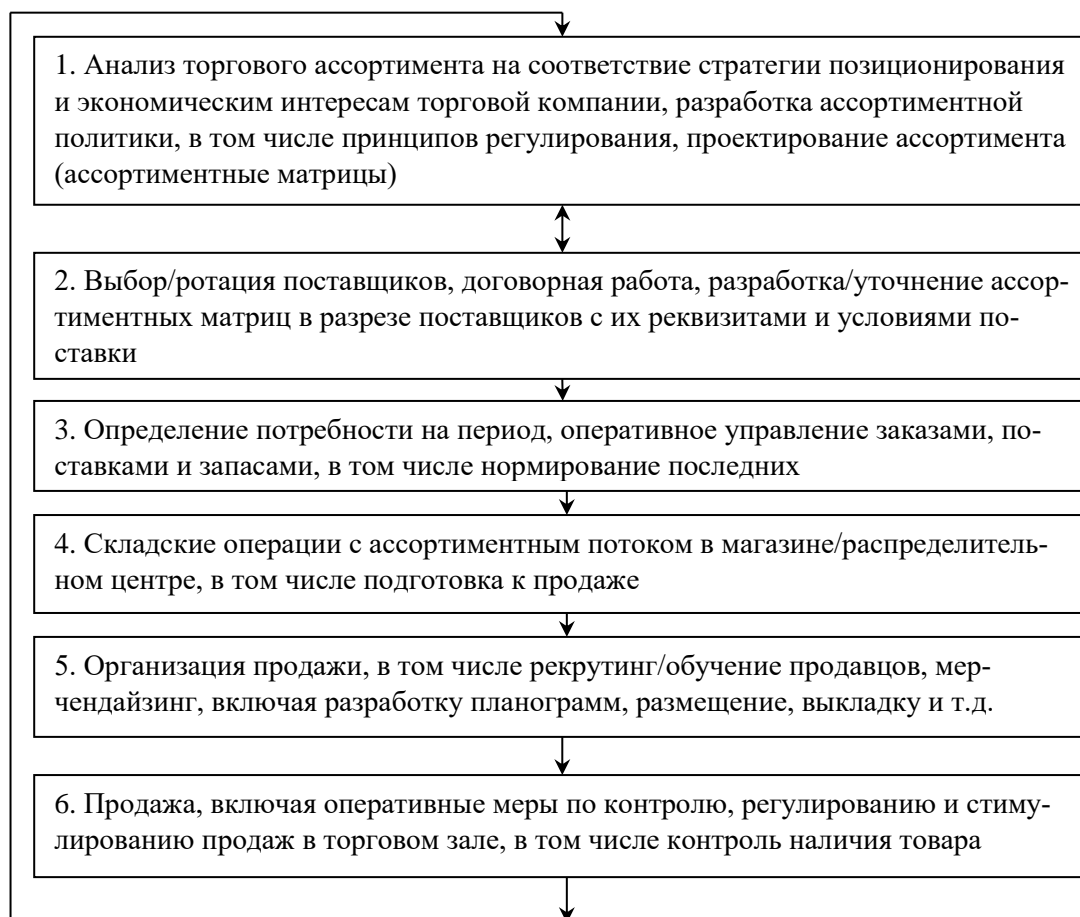 1. Анализ торгового ассортимента на соответствие стратегии позиционирования
и экономическим интересам торговой компании, разработка ассортиментной
политики, в том числе принципов регулирования, проектирование ассортимента
(ассортиментные матрицы)
2. Выбор/ротация поставщиков, договорная работа, разработка/уточнение ассор-
тиментных матриц в разрезе поставщиков с их реквизитами и условиями по-
ставки
3. Определение потребности на период, оперативное управление заказами, по-
ставками и запасами, в том числе нормирование последних
4. Складские операции с ассортиментным потоком в магазине/распределитель-
ном центре, в том числе подготовка к продаже
5. Организация продажи, в том числе рекрутинг/обучение продавцов, мер-
чендайзинг, включая разработку планограмм, размещение, выкладку и т.д.
6. Продажа, включая оперативные меры по контролю, регулированию и стиму-
лированию продаж в торговом зале, в том числе контроль наличия товара